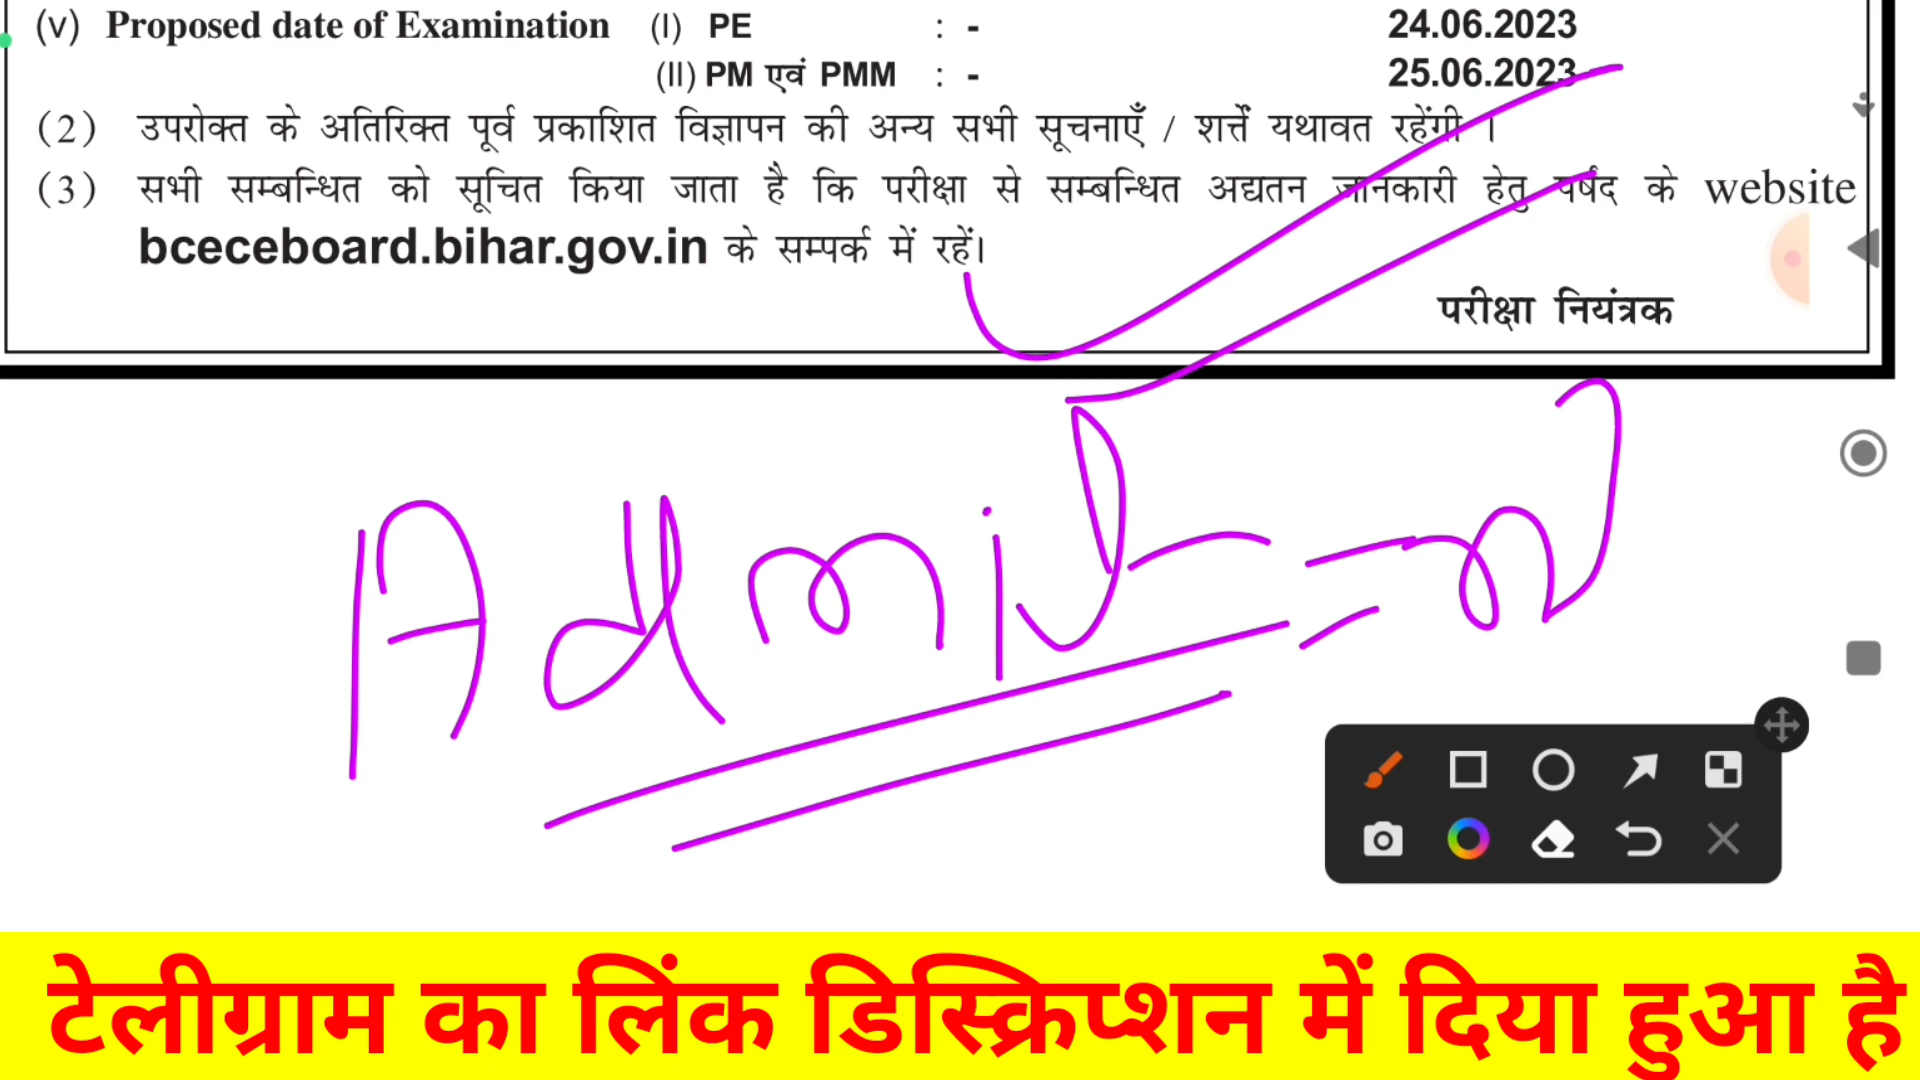 (v) Proposed date of Examination (I) PE : - 24.06.2023
(II) PM एवं PMM : - 25.06.2023
(2) उपरोक्त के अतिरिक्त पूर्व प्रकाशित विज्ञापन की अन्य सभी सूचनाएँ / शर्त्तें यथावत रहेंगी ।
(3) सभी सम्बन्धित को सूचित किया जाता है कि परीक्षा से सम्बन्धित अद्यतन जानकारी हेतु पर्षद के website
bceceboard.bihar.gov.in के सम्पर्क में रहें।
परीक्षा नियंत्रक
Admit
टेलीग्राम का लिंक डिस्क्रिप्शन में दिया हुआ है